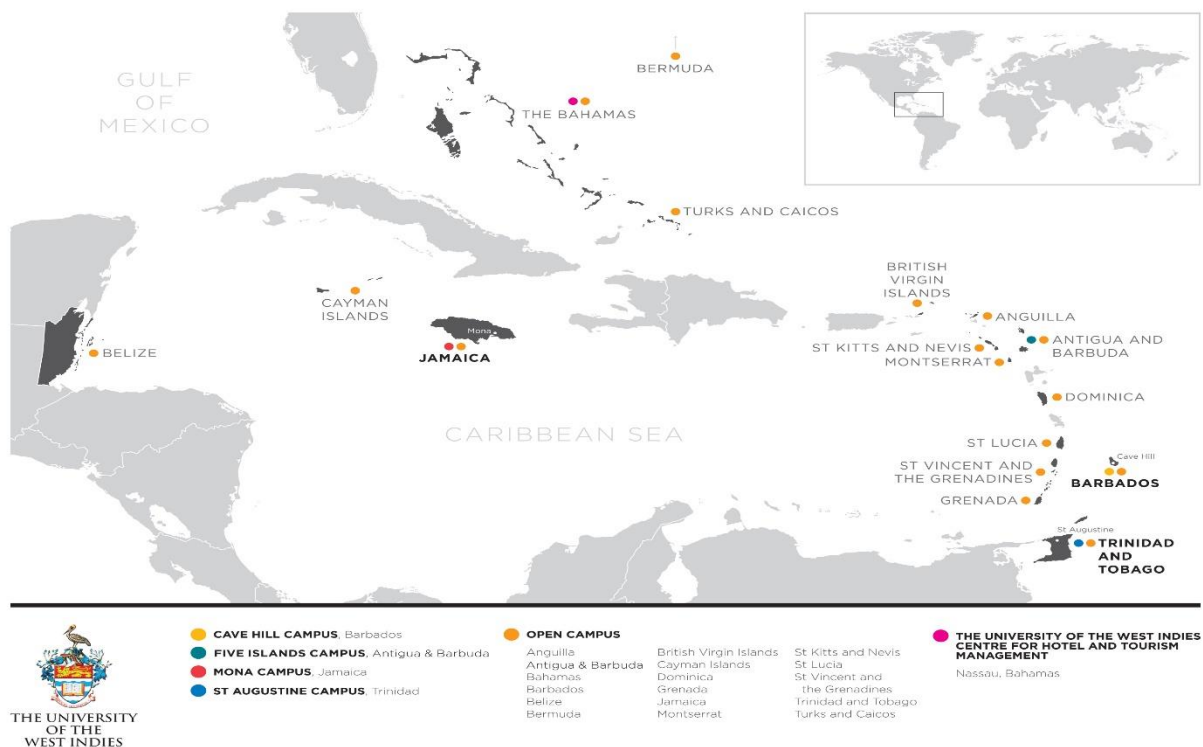 GULF
OF
MEXICO
BERMUDA
THE BAHAMAS
TURKS AND CAICOS
CAYMAN
ISLANDS
Mona
JAMAICA
BELIZE
BRITISH
VIRGIN
ISLANDS
ANGUILLA
ST KITTS AND NEVIS
MONTSERRAT
ANTIGUA AND
BARBUDA
DOMINICA
CARIBBEAN SEA
ST LUCIA
ST VINCENT AND
THE GRENADINES
GRENADA
Cave Hill
BARBADOS
St Augustine
TRINIDAD
AND
TOBAGO
THE UNIVERSITY
OF THE
WEST INDIES
CAVE HILL CAMPUS, Barbados
FIVE ISLANDS CAMPUS, Antigua & Barbuda
MONA CAMPUS, Jamaica
ST AUGUSTINE CAMPUS, Trinidad
OPEN CAMPUS
Anguilla
Antigua & Barbuda
Bahamas
Barbados
Belize
Bermuda
British Virgin Islands
Cayman Islands
Dominica
Grenada
Jamaica
Montserrat
St Kitts and Nevis
St Lucia
St Vincent and
the Grenadines
Trinidad and Tobago
Turks and Caicos
THE UNIVERSITY OF THE WEST INDIES
CENTRE FOR HOTEL AND TOURISM
MANAGEMENT
Nassau, Bahamas